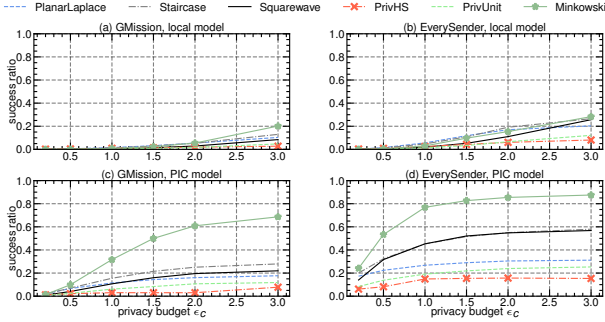 PlanarLaplace Staircase Squarewave PrivHS PrivUnit Minkowski
(a) GMission, local model (b) EverySender, local model
success ratio
1.0 1.0
0.8 0.8
0.6 0.6
0.4 0.4
0.2 0.2
0.0 0.0
0.5 1.0 1.5 2.0 2.5 3.0 0.5 1.0 1.5 2.0 2.5 3.0
(c) GMission, PIC model (d) EverySender, PIC model
success ratio
1.0 1.0
0.8 0.8
0.6 0.6
0.4 0.4
0.2 0.2
0.0 0.0
0.5 1.0 1.5 2.0 2.5 3.0 0.5 1.0 1.5 2.0 2.5 3.0
privacy budget ϵC privacy budget ϵC